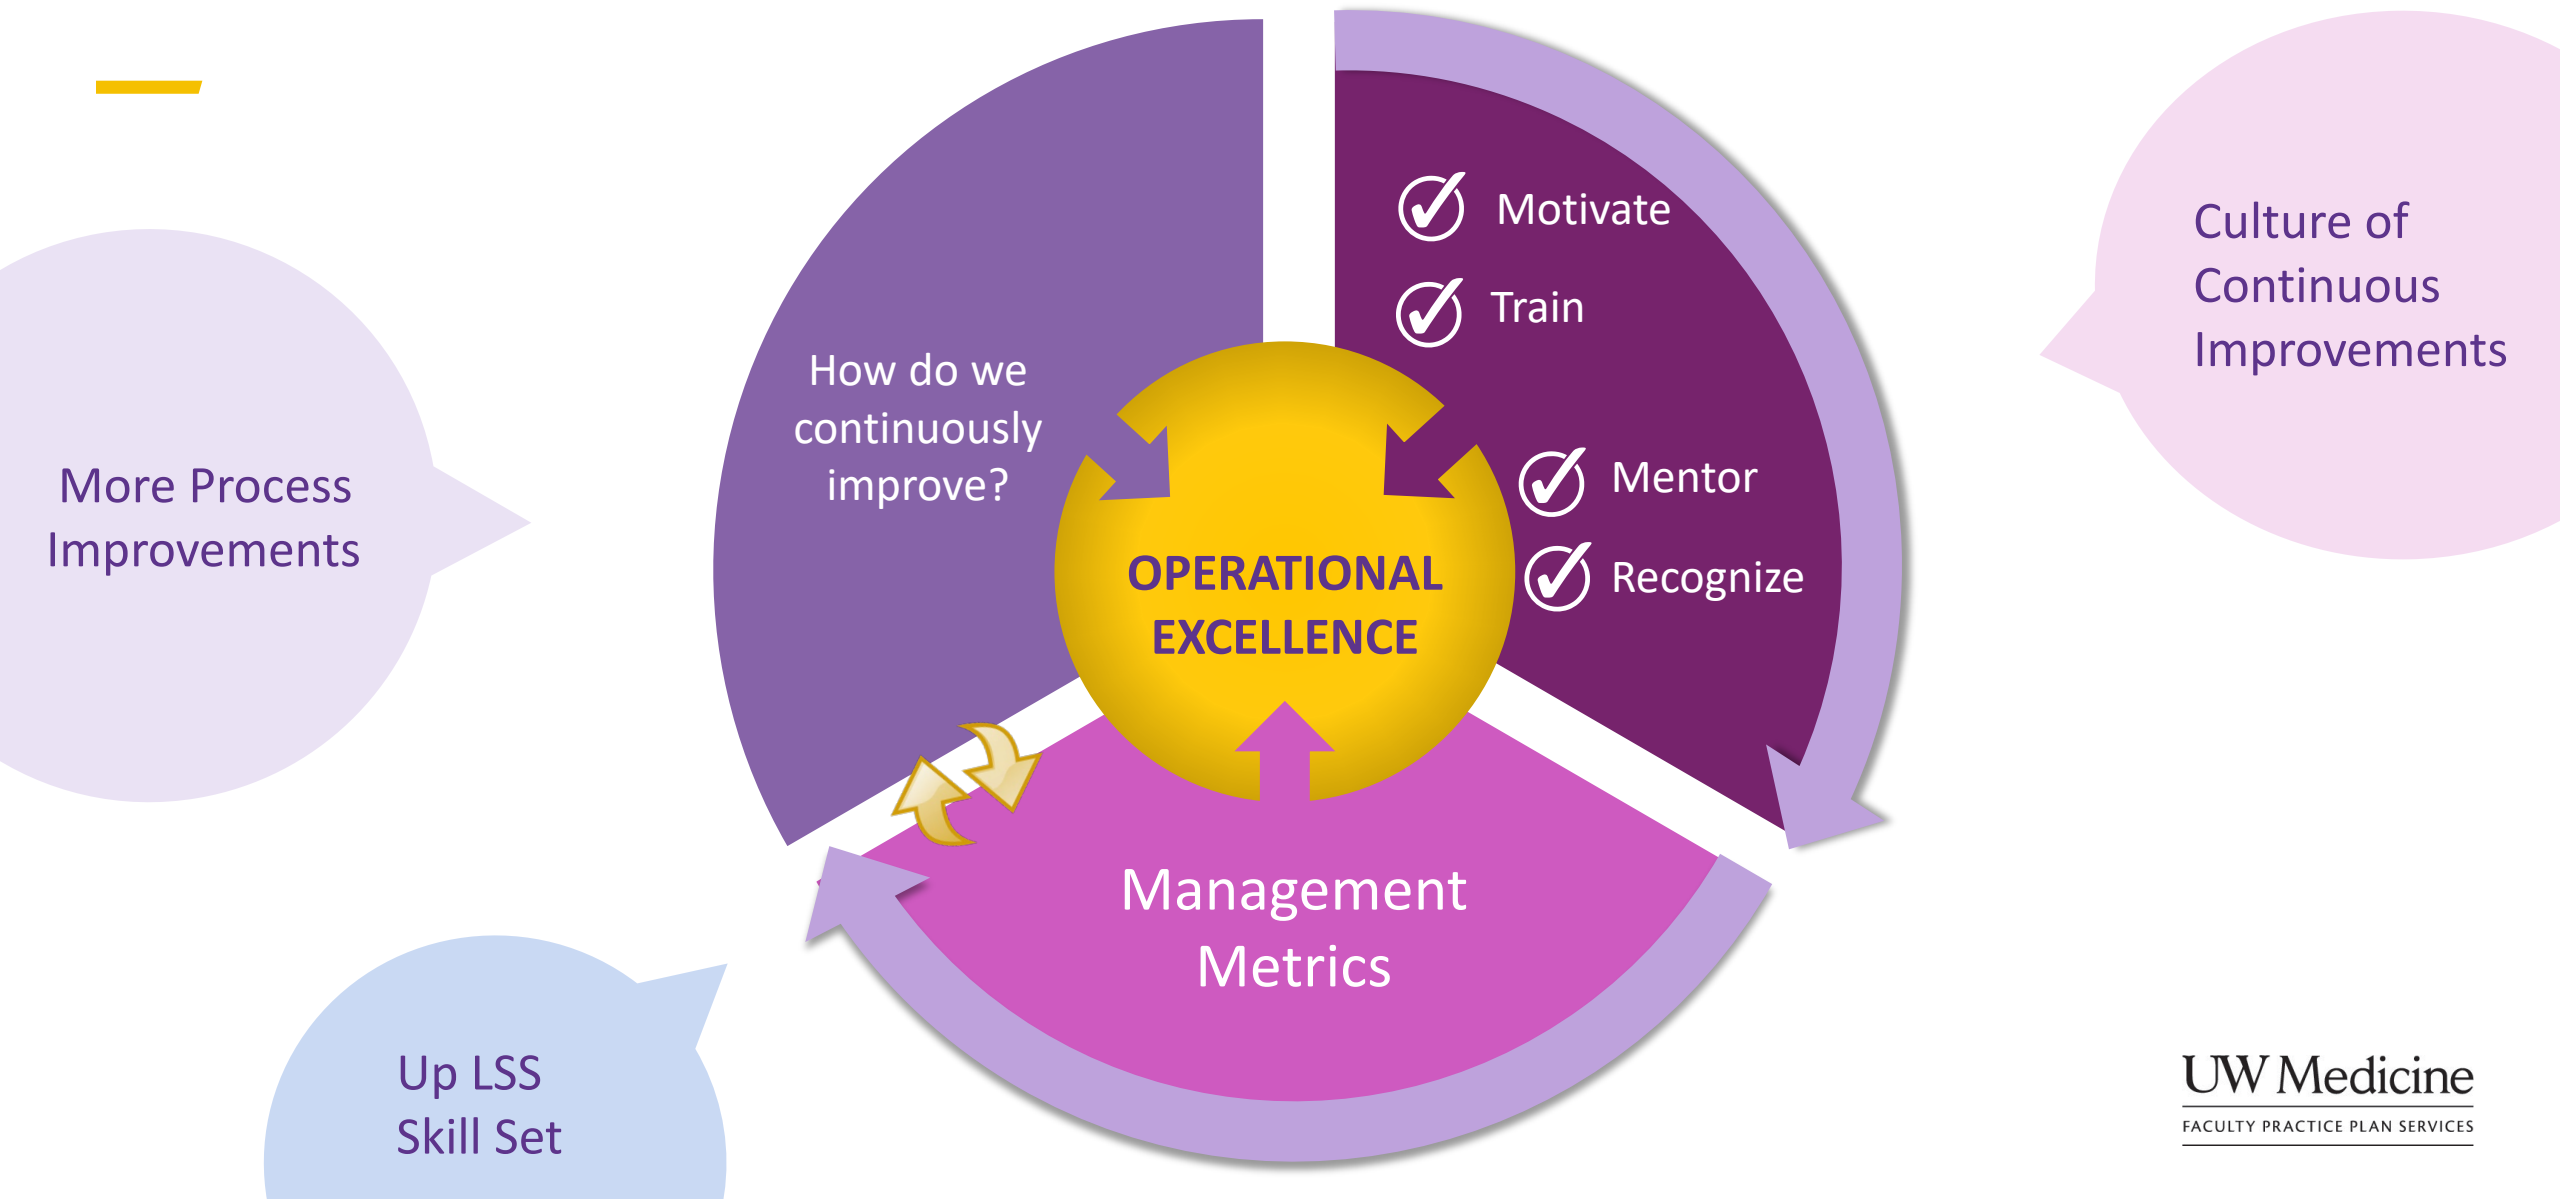 More Process
Improvements
Up LSS
Skill Set
How do we
continuously
improve?
Motivate
Train
Mentor
Recognize
OPERATIONAL
EXCELLENCE
Management
Metrics
Culture of
Continuous
Improvements
UW Medicine
FACULTY PRACTICE PLAN SERVICES